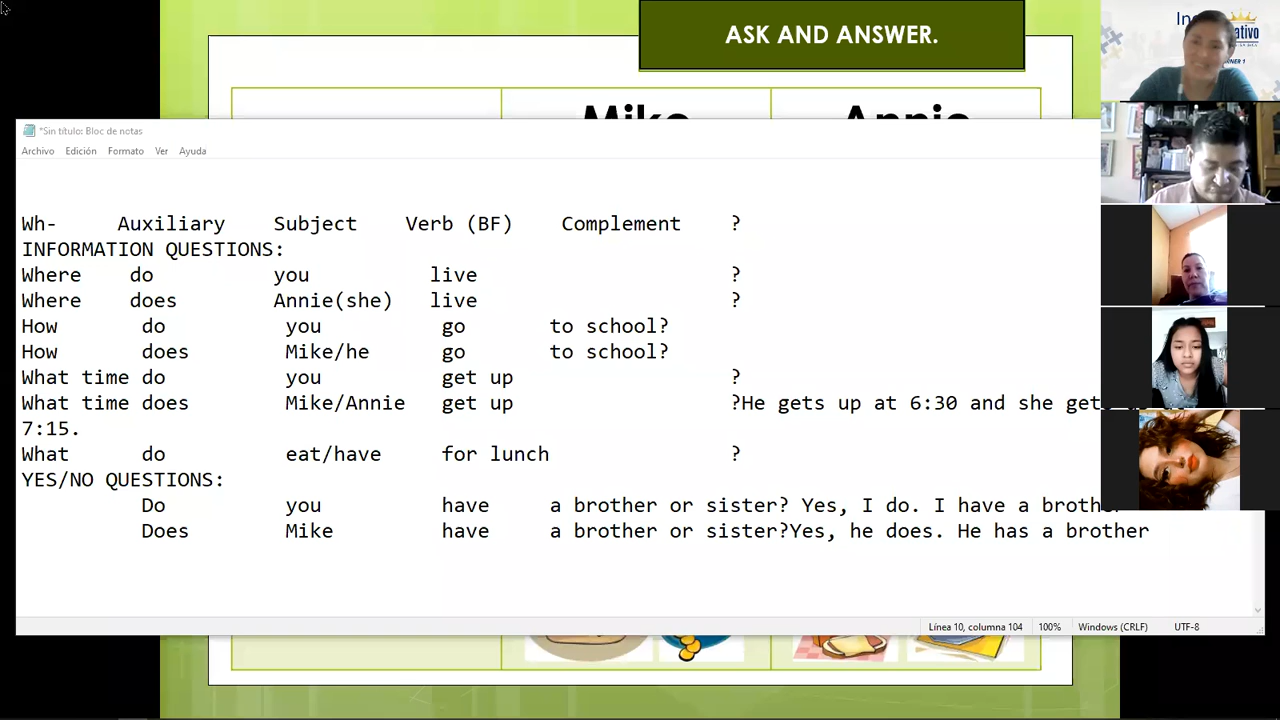 ASK AND ANSWER.
Mike Annie
*Sin título: Bloc de notas
Archivo Edición Formato Ver Ayuda
Wh- Auxiliary Subject Verb (BF) Complement ?
INFORMATION QUESTIONS:
Where do you live ?
Where does Annie(she) live ?
How do you go to school?
How does Mike/he go to school?
What time do you get up ?
What time does Mike/Annie get up ?He gets up at 6:30 and she gets
7:15.
What do eat/have for lunch ?
YES/NO QUESTIONS:
Do you have a brother or sister? Yes, I do. I have a brother
Does Mike have a brother or sister?Yes, he does. He has a brother
Línea 10, columna 104 100% Windows (CRLF) UTF-8